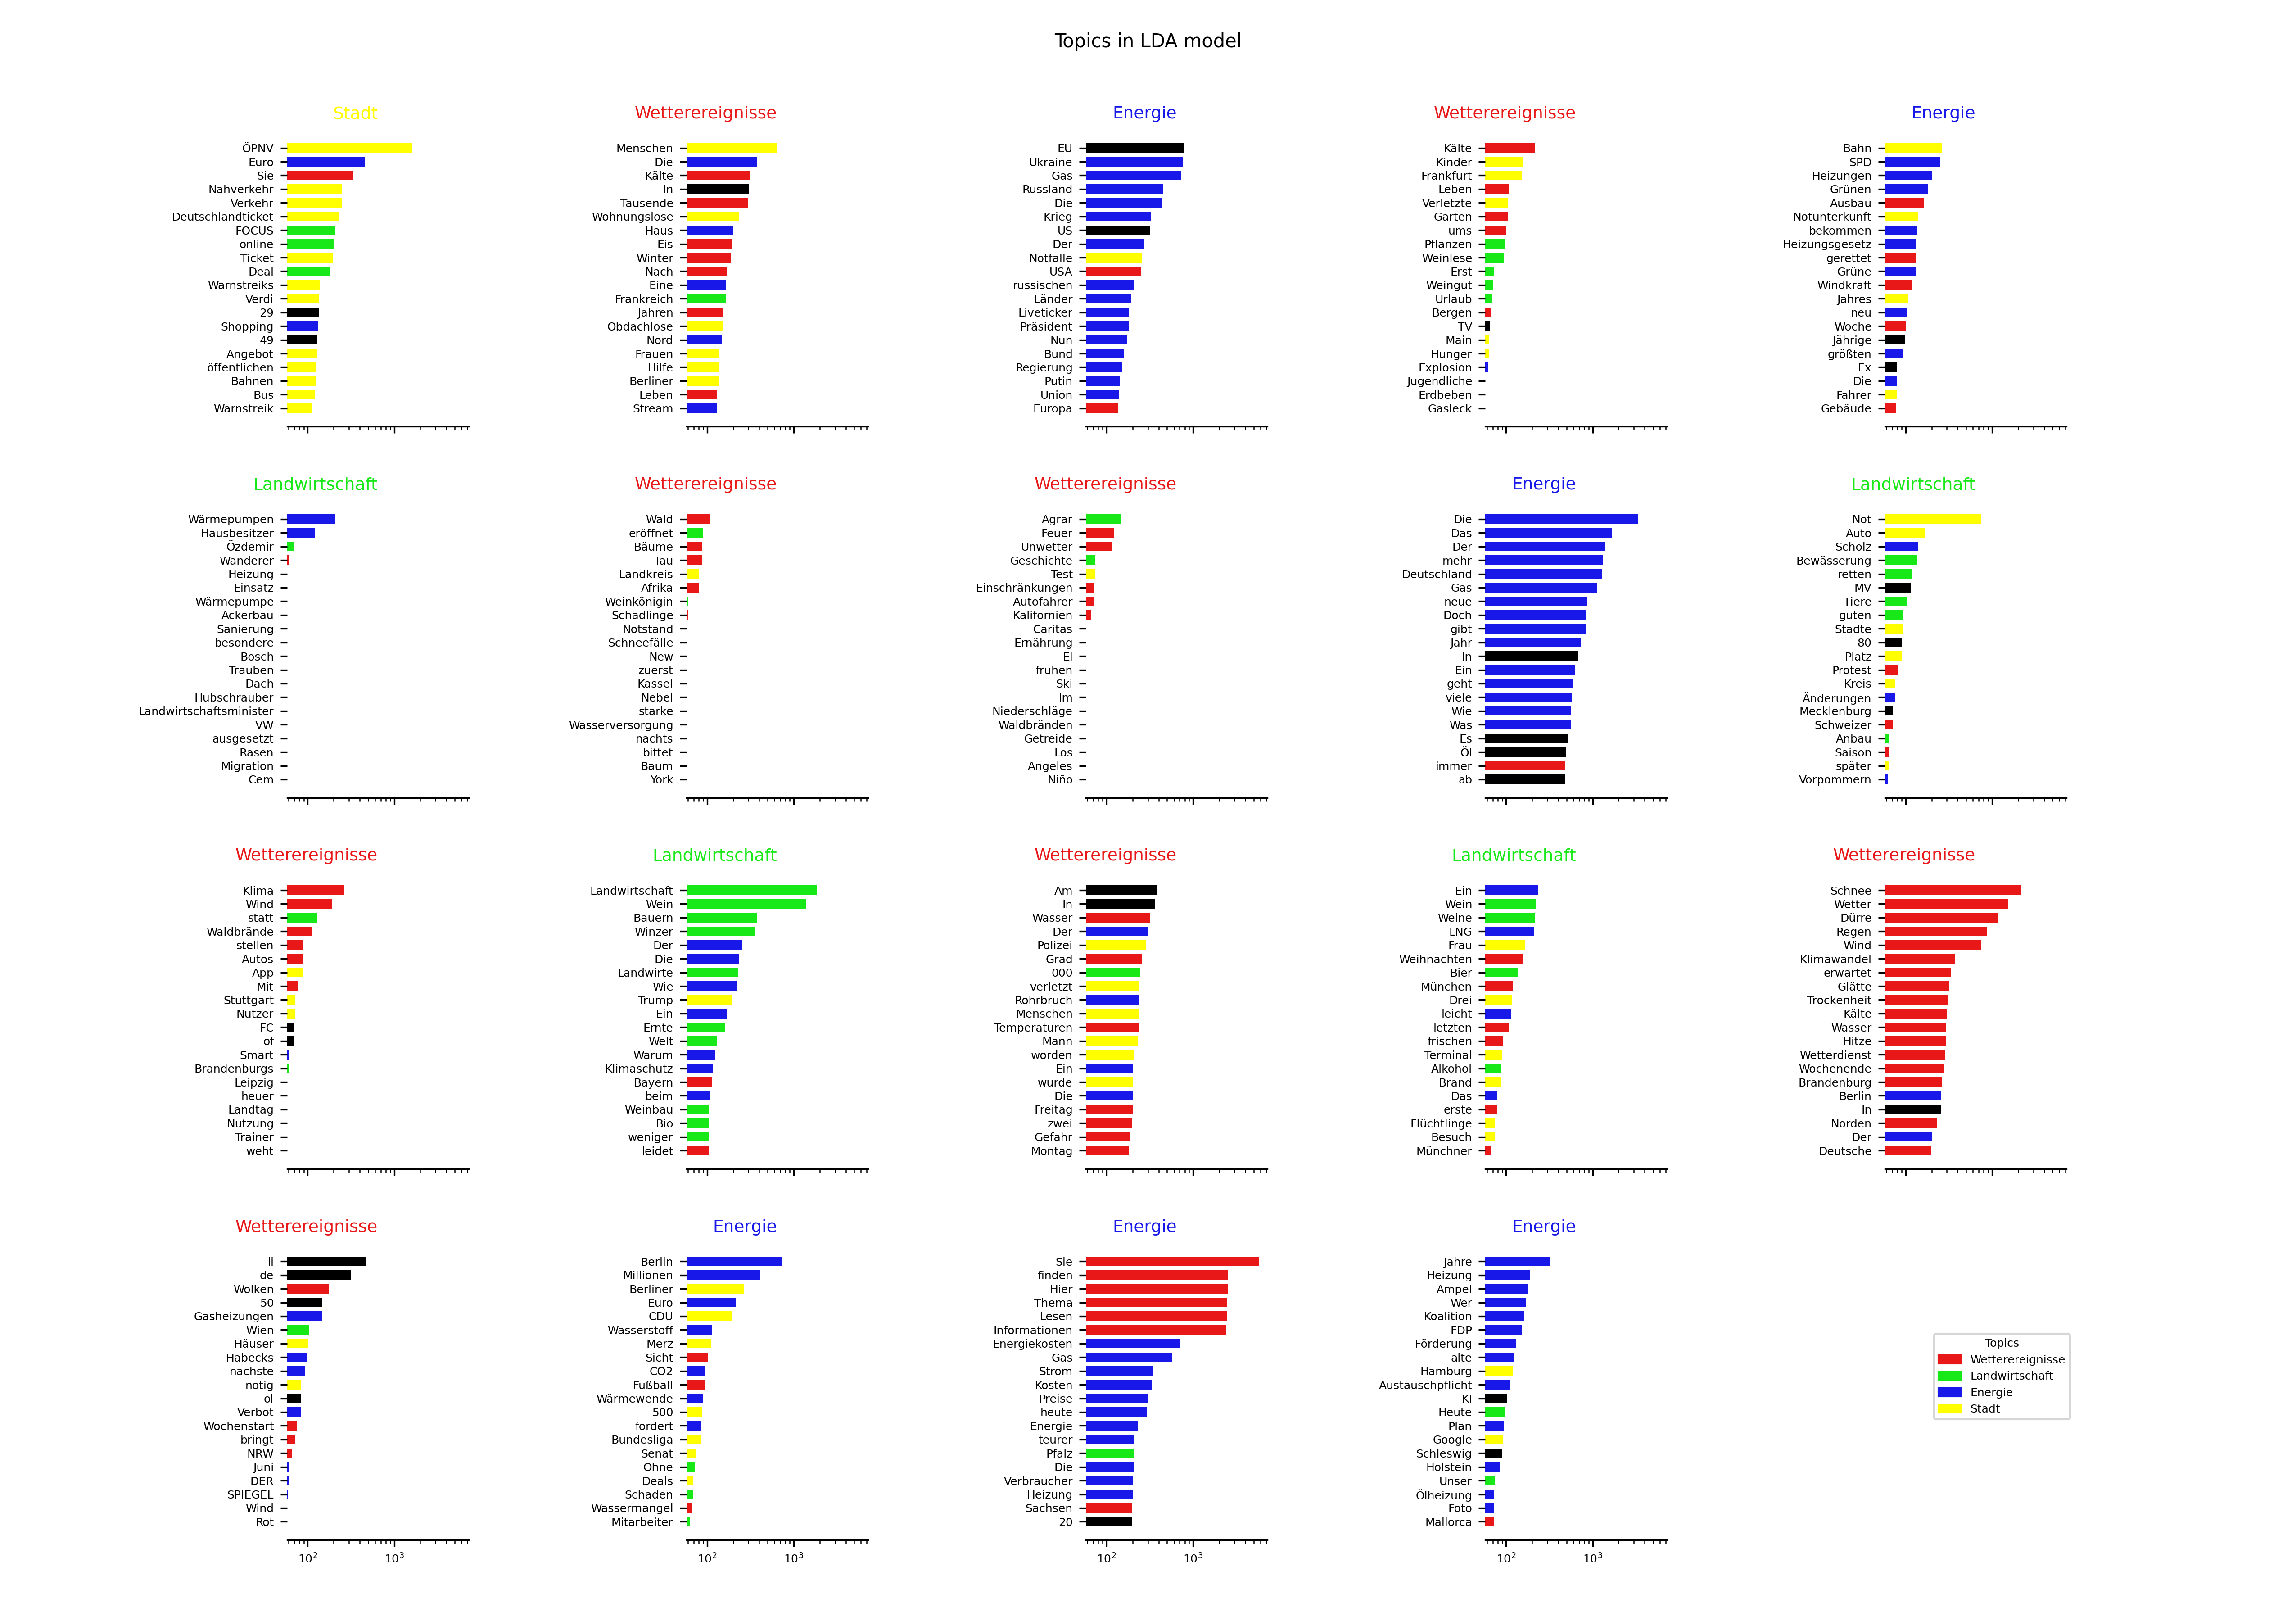 Topics in LDA model
Stadt
ÖPNV
Euro
Sie
Nahverkehr
Verkehr
Deutschlandticket
FOCUS
online
Ticket
Deal
Warnstreiks
Verdi
29
Shopping
49
Angebot
öffentlichen
Bahnen
Bus
Warnstreik
Wetterereignisse
Menschen
Die
Kälte
In
Tausende
Wohnungslose
Haus
Eis
Winter
Nach
Eine
Frankreich
Jahren
Obdachlose
Nord
Frauen
Hilfe
Berliner
Leben
Stream
Energie
EU
Ukraine
Gas
Russland
Die
Krieg
US
Der
Notfälle
USA
russischen
Länder
Liveticker
Präsident
Nun
Bund
Regierung
Putin
Union
Europa
Wetterereignisse
Kälte
Kinder
Frankfurt
Leben
Verletzte
Garten
ums
Pflanzen
Weinlese
Erst
Weingut
Urlaub
Bergen
TV
Main
Hunger
Explosion
Jugendliche
Erdbeben
Gasleck
Energie
Bahn
SPD
Heizungen
Grünen
Ausbau
Notunterkunft
bekommen
Heizungsgesetz
gerettet
Grüne
Windkraft
Jahres
neu
Woche
Jährige
größten
Ex
Die
Fahrer
Gebäude
Landwirtschaft
Wärmepumpen
Hausbesitzer
Özdemir
Wanderer
Heizung
Einsatz
Wärmepumpe
Ackerbau
Sanierung
besondere
Bosch
Trauben
Dach
Hubschrauber
Landwirtschaftsminister
VW
ausgesetzt
Rasen
Migration
Cem
Wetterereignisse
Wald
eröffnet
Bäume
Tau
Landkreis
Afrika
Weinkönigin
Schädlinge
Notstand
Schneefälle
New
zuerst
Kassel
Nebel
starke
Wasserversorgung
nachts
bittet
Baum
York
Wetterereignisse
Agrar
Feuer
Unwetter
Geschichte
Test
Einschränkungen
Autofahrer
Kalifornien
Caritas
Ernährung
El
frühen
Ski
Im
Niederschläge
Waldbränden
Getreide
Los
Angeles
Niño
Energie
Die
Das
Der
mehr
Deutschland
Gas
neue
Doch
gibt
Jahr
In
Ein
geht
viele
Wie
Was
Es
Öl
immer
ab
Landwirtschaft
Not
Auto
Scholz
Bewässerung
retten
MV
Tiere
guten
Städte
80
Platz
Protest
Kreis
Änderungen
Mecklenburg
Schweizer
Anbau
Saison
später
Vorpommern
Wetterereignisse
Klima
Wind
statt
Waldbrände
stellen
Autos
App
Mit
Stuttgart
Nutzer
FC
of
Smart
Brandenburgs
Leipzig
heuer
Landtag
Nutzung
Trainer
weht
Landwirtschaft
Landwirtschaft
Wein
Bauern
Winzer
Der
Die
Landwirte
Wie
Trump
Ein
Ernte
Welt
Warum
Klimaschutz
Bayern
beim
Weinbau
Bio
weniger
leidet
Wetterereignisse
Am
In
Wasser
Der
Polizei
Grad
000
verletzt
Rohrbruch
Menschen
Temperaturen
Mann
worden
Ein
wurde
Die
Freitag
zwei
Gefahr
Montag
Landwirtschaft
Ein
Wein
Weine
LNG
Frau
Weihnachten
Bier
München
Drei
leicht
letzten
frischen
Terminal
Alkohol
Brand
Das
erste
Flüchtlinge
Besuch
Münchner
Wetterereignisse
Schnee
Wetter
Dürre
Regen
Wind
Klimawandel
erwartet
Glätte
Trockenheit
Kälte
Wasser
Hitze
Wetterdienst
Wochenende
Brandenburg
Berlin
In
Norden
Der
Deutsche
Wetterereignisse
li
de
Wolken
50
Gasheizungen
Wien
Häuser
Habecks
nächste
nötig
ol
Verbot
Wochenstart
bringt
NRW
Juni
DER
SPIEGEL
Wind
Rot
10² 10³
Energie
Berlin
Millionen
Berliner
Euro
CDU
Wasserstoff
Merz
Sicht
CO2
Fußball
Wärmewende
500
fordert
Bundesliga
Senat
Ohne
Deals
Schaden
Wassermangel
Mitarbeiter
10² 10³
Energie
Sie
finden
Hier
Thema
Lesen
Informationen
Energiekosten
Gas
Strom
Kosten
Preise
heute
Energie
teurer
Pfalz
Die
Verbraucher
Heizung
Sachsen
20
10² 10³
Energie
Jahre
Heizung
Ampel
Wer
Koalition
FDP
Förderung
alte
Hamburg
Austauschpflicht
KI
Heute
Plan
Google
Schleswig
Holstein
Unser
Ölheizung
Foto
Mallorca
10² 10³
Topics
Wetterereignisse
Landwirtschaft
Energie
Stadt